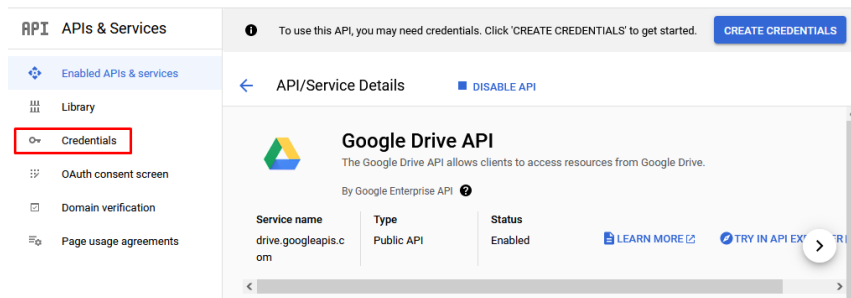 API APIs & Services
To use this API, you may need credentials. Click 'CREATE CREDENTIALS' to get started.
CREATE CREDENTIALS
Enabled APIs & services
Library
Credentials
OAuth consent screen
Domain verification
Page usage agreements
API/Service Details
DISABLE API
Google Drive API
The Google Drive API allows clients to access resources from Google Drive.
By Google Enterprise API
Service name
drive.googleapis.c
om
Type
Public API
Status
Enabled
LEARN MORE
TRY IN API